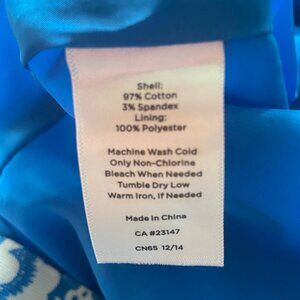 Shell:
97% Cotton
3% Spandex
Lining:
100% Polyester
Machine Wash Cold
Only Non-Chlorine
Bleach When Needed
Tumble Dry Low
Warm Iron, If Needed
Made in China
CA #23147
CN65 12/14